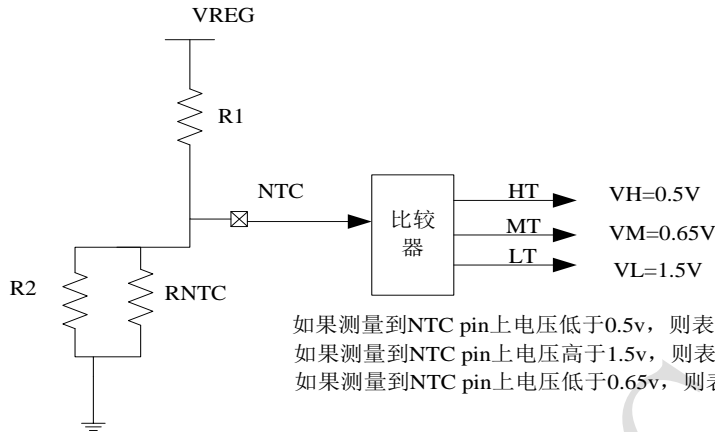 VREG
R1
NTC
比较
器
HT
VH=0.5V
MT
VM=0.65V
LT
VL=1.5V
R2
RNTC
如果测量到NTC pin上电压低于0.5v，则表
如果测量到NTC pin上电压高于1.5v，则表
如果测量到NTC pin上电压低于0.65v，则表